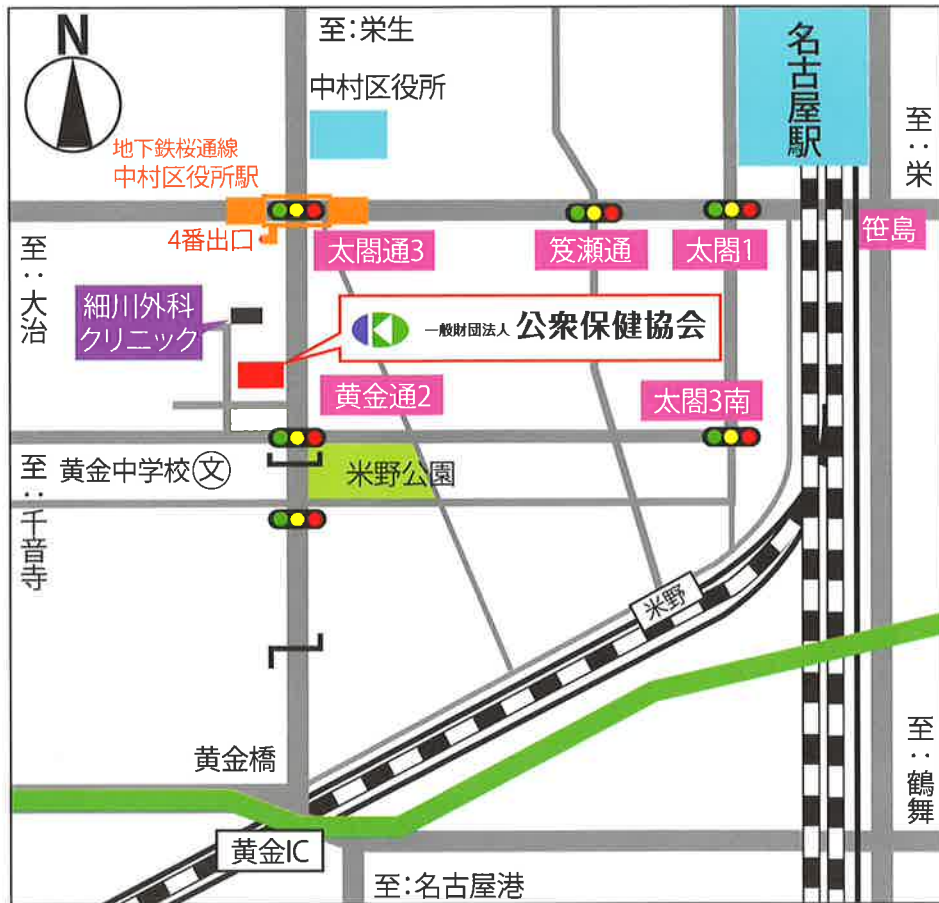 N
至:栄生
中村区役所
名古屋駅
至:栄
地下鉄桜通線
中村区役所駅
4番出口
太閤通3
笈瀬通
太閤1
笹島
至:大治
細川外科
クリニック
一般財団法人 公衆保健協会
黄金通2
太閤3南
至:千音寺
黄金中学校 文
米野公園
米野
黄金橋
至:鶴舞
黄金IC
至:名古屋港